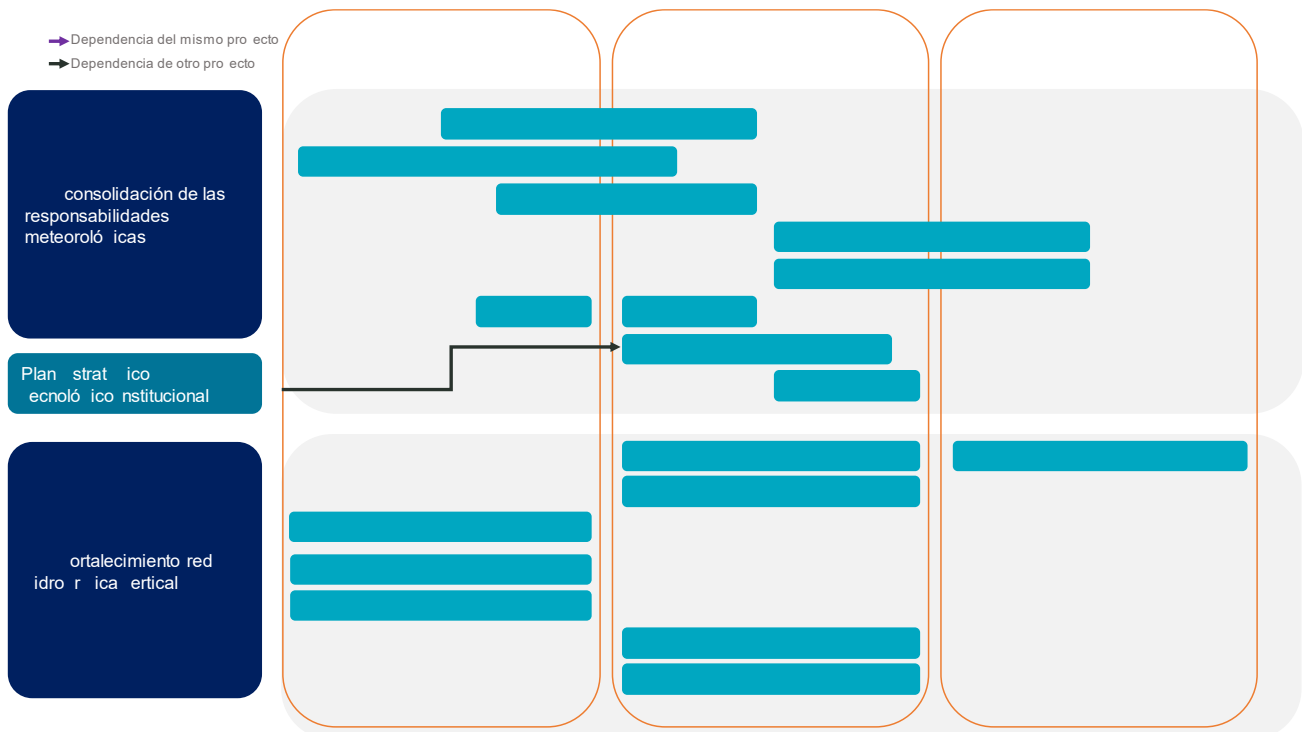 Dependencia del mismo pro ecto
Dependencia de otro pro ecto
consolidación de las
responsabilidades
meteoroló icas
Plan strat ico
ecnoló ico nstitucional
ortalecimiento red
idro r ica ertical